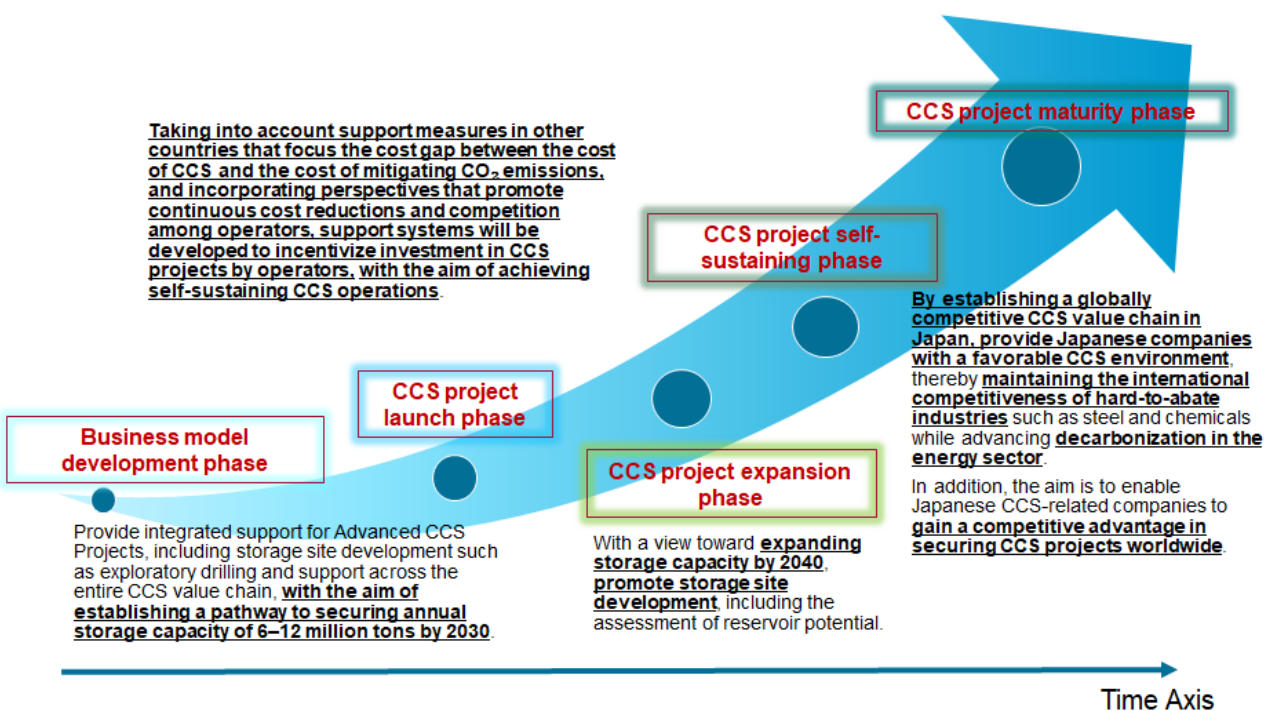 Taking into account support measures in other
countries that focus the cost gap between the cost
of CCS and the cost of mitigating CO₂ emissions,
and incorporating perspectives that promote
continuous cost reductions and competition
among operators, support systems will be
developed to incentivize investment in CCS
projects by operators, with the aim of achieving
self-sustaining CCS operations.
CCS project maturity phase
CCS project self-
sustaining phase
CCS project
launch phase
Business model
development phase
CCS project expansion
phase
Provide integrated support for Advanced CCS
Projects, including storage site development such
as exploratory drilling and support across the
entire CCS value chain, with the aim of
establishing a pathway to securing annual
storage capacity of 6–12 million tons by 2030.
With a view toward expanding
storage capacity by 2040,
promote storage site
development, including the
assessment of reservoir potential.
By establishing a globally
competitive CCS value chain in
Japan, provide Japanese companies
with a favorable CCS environment,
thereby maintaining the international
competitiveness of hard-to-abate
industries such as steel and chemicals
while advancing decarbonization in the
energy sector.
In addition, the aim is to enable
Japanese CCS-related companies to
gain a competitive advantage in
securing CCS projects worldwide.
Time Axis